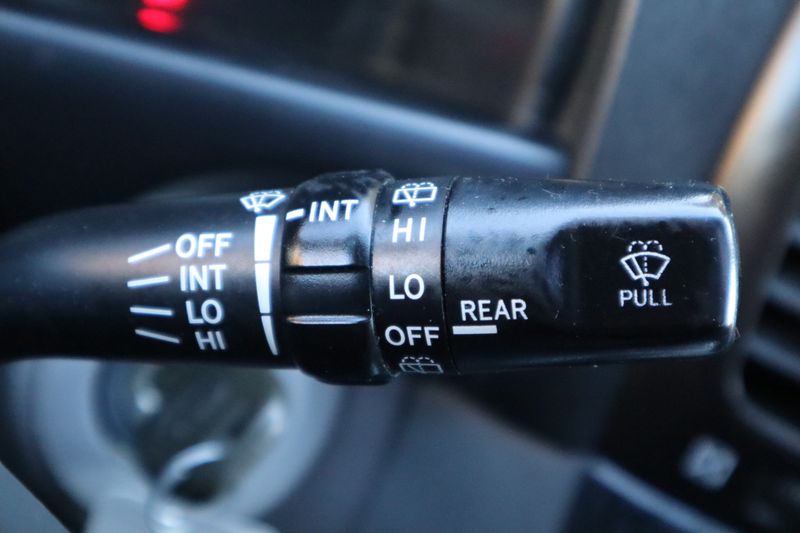 OFF
INT
LO
HI
INT
HI
LO
OFF
REAR
PULL